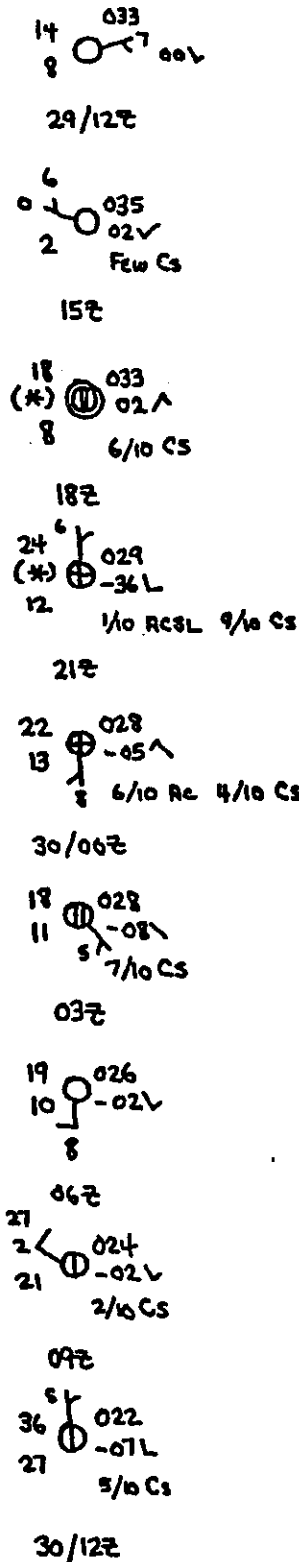 14 033
7 00
8
29/12Z
6
0 035
2 02
Few Cs
15Z
18 033
(*) 02
8
6/10 CS
18Z
6
24 029
(*) -36
12
1/10 ACSL 9/10 Cs
21Z
22 028
13 -05
8 6/10 Ac 4/10 Cs
30/00Z
18 028
11 -08
5
7/10 CS
03Z
19 026
10 -02
8
06Z
27
2 024
21 -02
2/10 Cs
09Z
36 022
27 -07
5/10 Cs
30/12Z